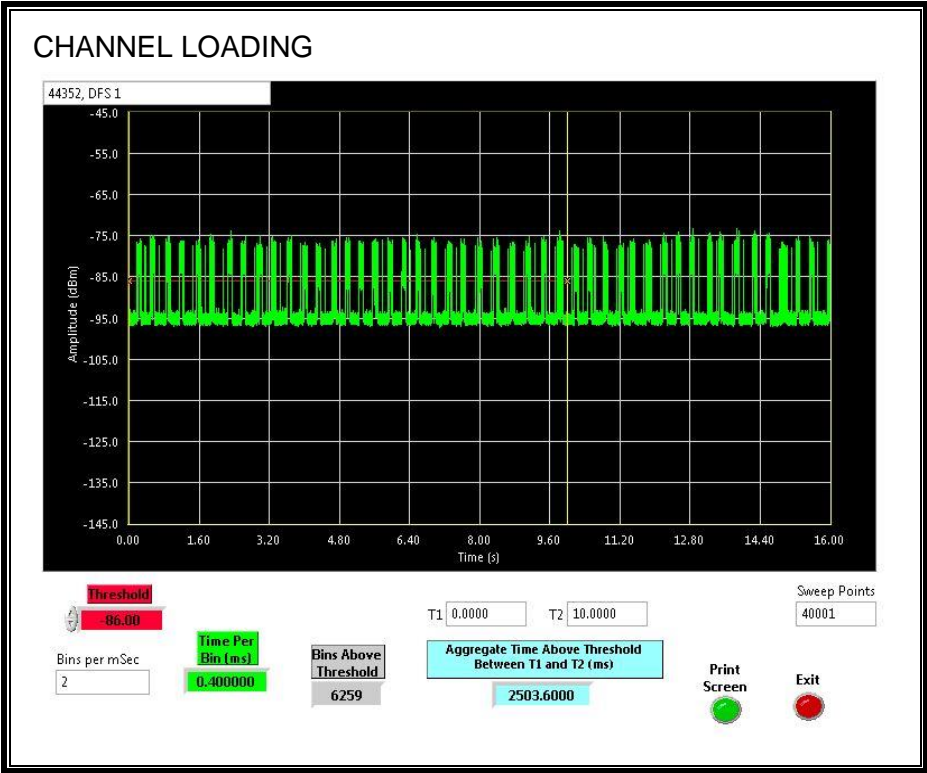 CHANNEL LOADING
44352, DFS 1
-45.0
-55.0
-65.0
-75.0
-85.0
-95.0
-105.0
-115.0
-125.0
-135.0
-145.0
Amplitude (dBm)
0.00 1.60 3.20 4.80 6.40 8.00 9.60 11.20 12.80 14.40 16.00
Time (s)
Threshold
-86.00
Bins per mSec
2
Time Per
Bin (ms)
0.400000
Bins Above
Threshold
6259
T1 0.0000 T2 10.0000
Aggregate Time Above Threshold
Between T1 and T2 (ms)
2503.6000
Sweep Points
40001
Print
Screen
Exit